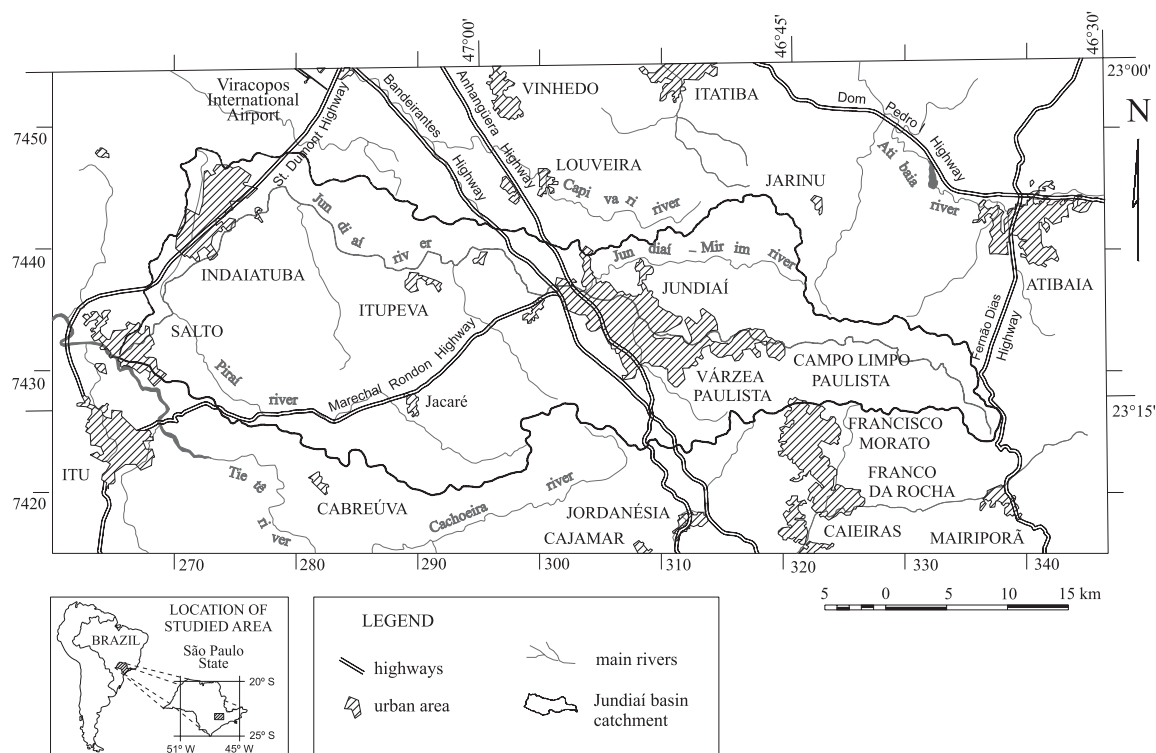 47°00'
46°45'
46°30'
23°00'
N
Viracopos
International
Airport
St. Dumont Highway
Bandeirantes
Highway
Anhangüera Highway
VINHEDO
ITATIBA
Dom Pedro I
Highway
7450
LOUVEIRA
Capi va ri river
JARINU
Ati baia
river
Jun di aí riv er
Jun diaí - Mir im river
7440
INDAIATUBA
ITUPEVA
JUNDIAÍ
ATIBAIA
Fernão Dias
Highway
SALTO
Piraí
river
Marechal Rondon Highway
Jacaré
CAMPO LIMPO
PAULISTA
VÁRZEA
PAULISTA
7430
23°15'
FRANCISCO
MORATO
FRANCO
DA ROCHA
ITU
Tie tê
ri ver
CABREÚVA
Cachoeira river
7420
JORDANÉSIA
CAJAMAR
CAIEIRAS
MAIRIPORÃ
270
280
290
300
310
320
330
340
5 0 5 10 15 km
LOCATION OF
STUDIED AREA
BRAZIL
São Paulo
State
20° S
25° S
51° W
45° W
LEGEND
highways
main rivers
urban area
Jundiaí basin
catchment